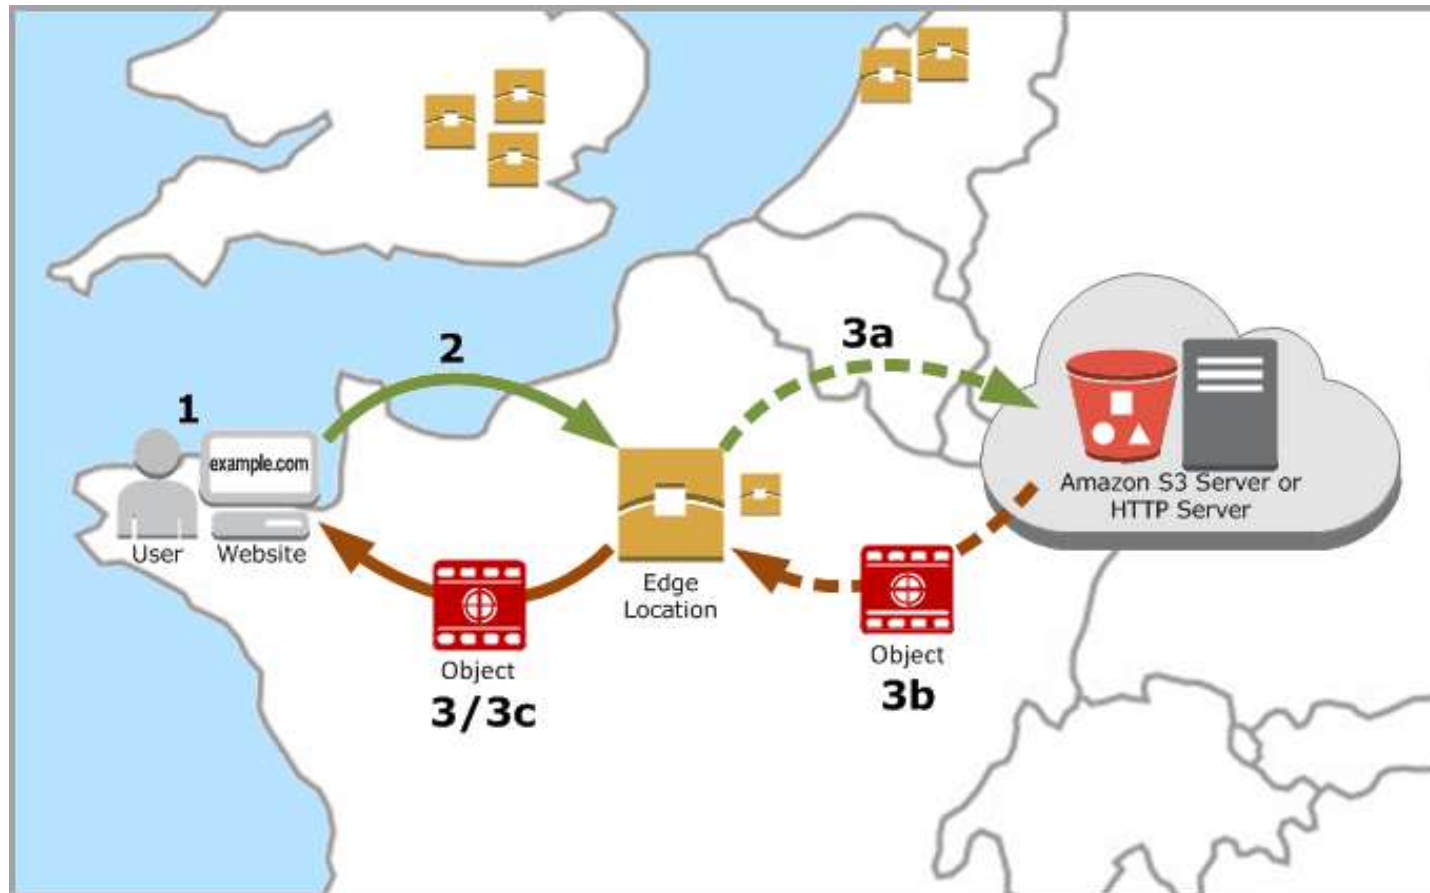 2
3a
1
example.com
User
Website
Amazon S3 Server or
HTTP Server
Edge
Location
Object
3/3c
Object
3b